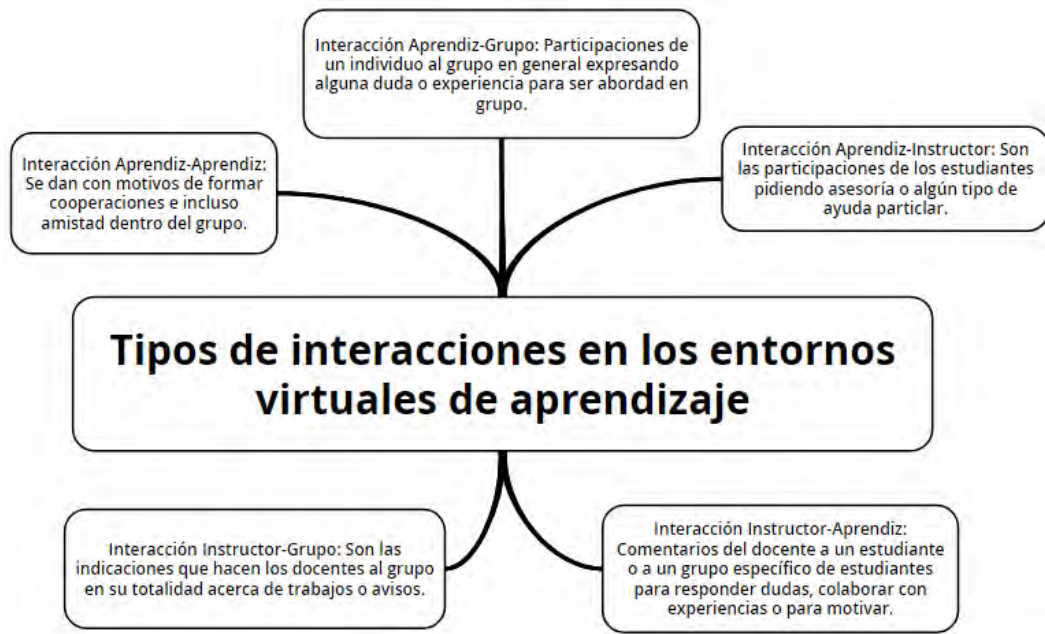 Interacción Aprendiz-Grupo: Participaciones de
un individuo al grupo en general expresando
alguna duda o experiencia para ser abordad en
grupo.
Interacción Aprendiz-Aprendiz:
Se dan con motivos de formar
cooperaciones e incluso
amistad dentro del grupo.
Interacción Aprendiz-Instructor: Son
las participaciones de los estudiantes
pidiendo asesoría o algún tipo de
ayuda particlar.
Tipos de interacciones en los entornos
virtuales de aprendizaje
Interacción Instructor-Grupo: Son las
indicaciones que hacen los docentes al grupo
en su totalidad acerca de trabajos o avisos.
Interacción Instructor-Aprendiz:
Comentarios del docente a un estudiante
o a un grupo específico de estudiantes
para responder dudas, colaborar con
experiencias o para motivar.